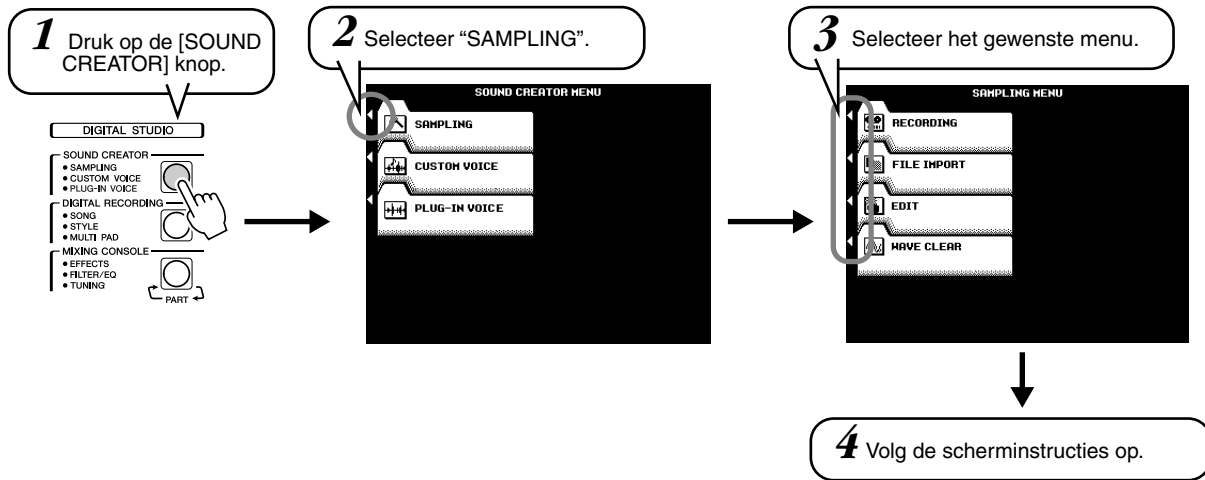 1 Druk op de [SOUND
CREATOR] knop.
DIGITAL STUDIO
SOUND CREATOR
• SAMPLING
• CUSTOM VOICE
• PLUG-IN VOICE
DIGITAL RECORDING
• SONG
• STYLE
• MULTI PAD
MIXING CONSOLE
• EFFECTS
• FILTER/EQ
• TUNING
PART
2 Selecteer “SAMPLING”.
SOUND CREATOR MENU
SAMPLING
CUSTOM VOICE
PLUG-IN VOICE
3 Selecteer het gewenste menu.
SAMPLING MENU
RECORDING
FILE IMPORT
EDIT
WAVE CLEAR
4 Volg de scherminstructies op.